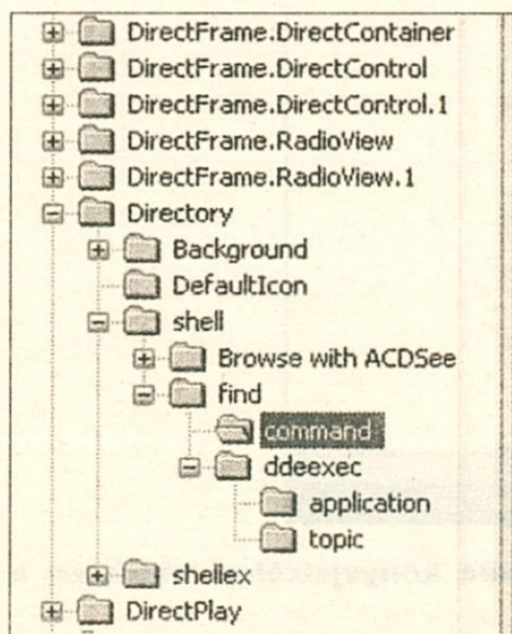 DirectFrame.DirectContainer
DirectFrame.DirectControl
DirectFrame.DirectControl.1
DirectFrame.RadioView
DirectFrame.RadioView.1
Directory
Background
DefaultIcon
shell
Browse with ACDSee
find
command
ddeexec
application
topic
shellex
DirectPlay